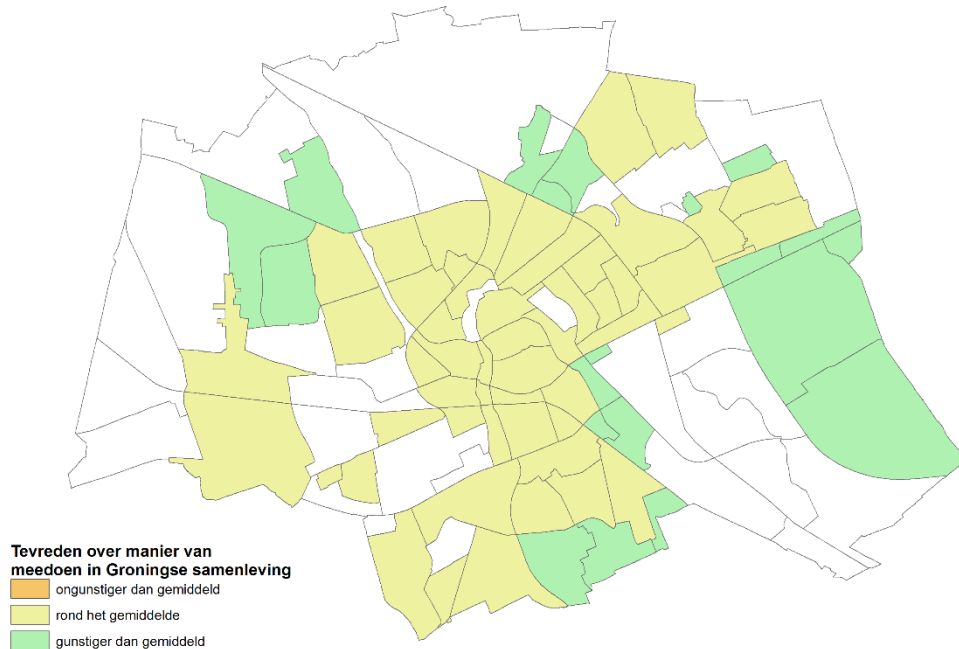 Tevreden over manier van
meedoen in Groningse samenleving
ongunstiger dan gemiddeld
rond het gemiddelde
gunstiger dan gemiddeld